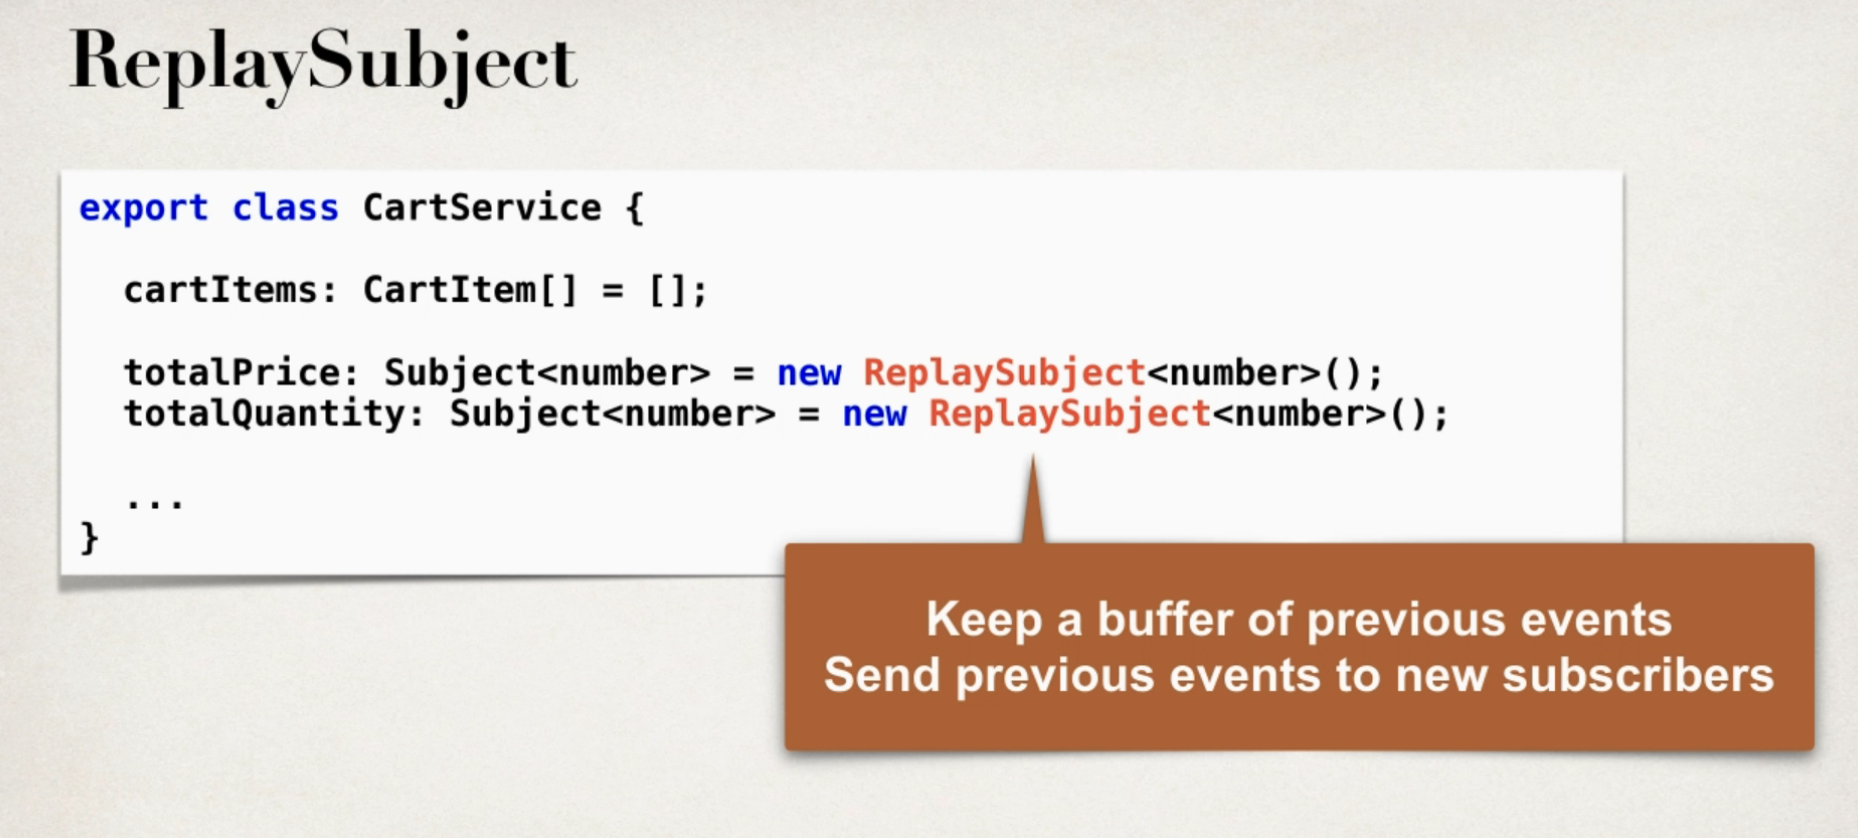 ReplaySubject
export class CartService {
cartItems: CartItem[] = [];
totalPrice: Subject<number> = new ReplaySubject<number>();
totalQuantity: Subject<number> = new ReplaySubject<number>();
...
}
Keep a buffer of previous events
Send previous events to new subscribers